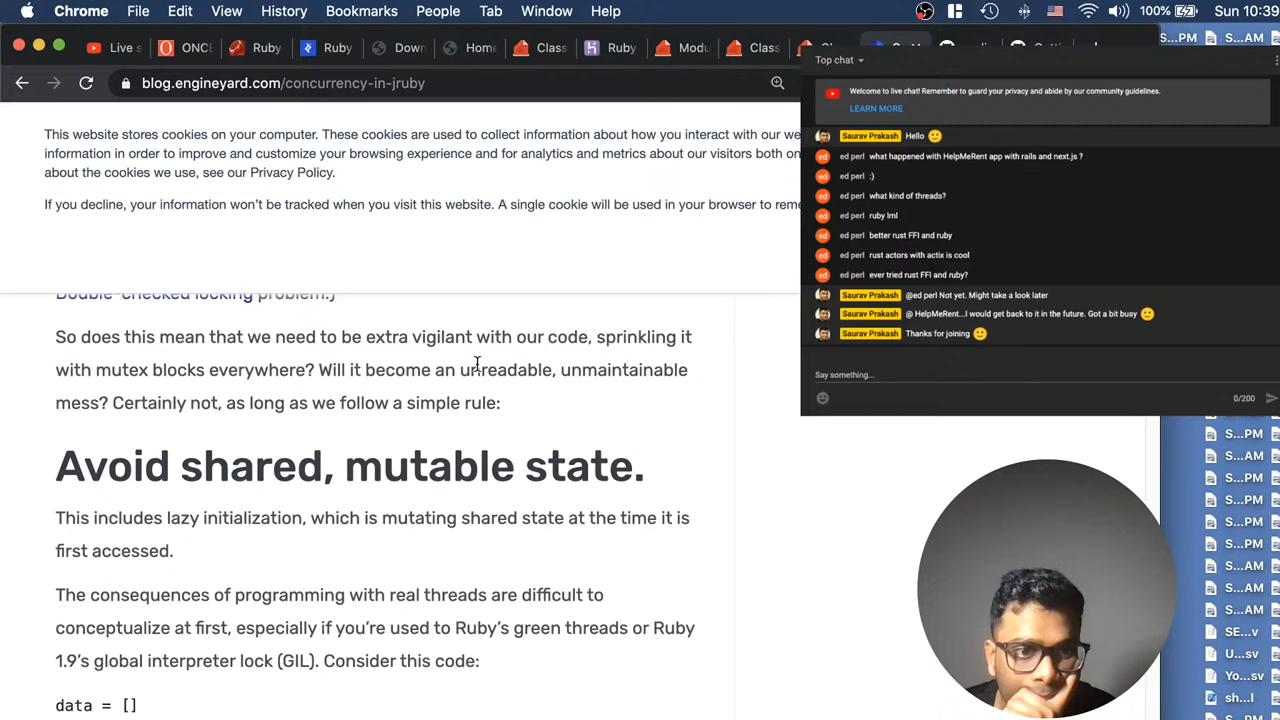 Chrome File Edit View History Bookmarks People Tab Window Help
100% Sun 10:39
Live s ONCE Ruby Ruby Dow Home Class Ruby Modu Class
S...PM S...AM
blog.engineyard.com/concurrency-in-jruby
This website stores cookies on your computer. These cookies are used to collect information about how you interact with our we
information in order to improve and customize your browsing experience and for analytics and metrics about our visitors both on
about the cookies we use, see our Privacy Policy.
If you decline, your information won't be tracked when you visit this website. A single cookie will be used in your browser to reme
Double-checked locking problem.)
So does this mean that we need to be extra vigilant with our code, sprinkling it
with mutex blocks everywhere? Will it become an unreadable, unmaintainable
mess? Certainly not, as long as we follow a simple rule:
Avoid shared, mutable state.
This includes lazy initialization, which is mutating shared state at the time it is
first accessed.
The consequences of programming with real threads are difficult to
conceptualize at first, especially if you're used to Ruby's green threads or Ruby
1.9's global interpreter lock (GIL). Consider this code:
data = []
Top chat
Welcome to live chat! Remember to guard your privacy and abide by our community guidelines.
LEARN MORE
Saurav Prakash Hello
ed perl what happened with HelpMeRent app with rails and next.js ?
ed perl :)
ed perl what kind of threads?
ed perl ruby lml
ed perl better rust FFI and ruby
ed perl rust actors with actix is cool
ed perl ever tried rust FFI and ruby?
Saurav Prakash @ed perl Not yet. Might take a look later
Saurav Prakash @ HelpMeRent...I would get back to it in the future. Got a bit busy
Saurav Prakash Thanks for joining
Say something...
0/200
S...PM
S...AM
S...PM
S...PM
S...AM
S...PM
S...AM
S...AM
S...AM
SE...v
U...sv
Yo...sv
sh...l
S...PM